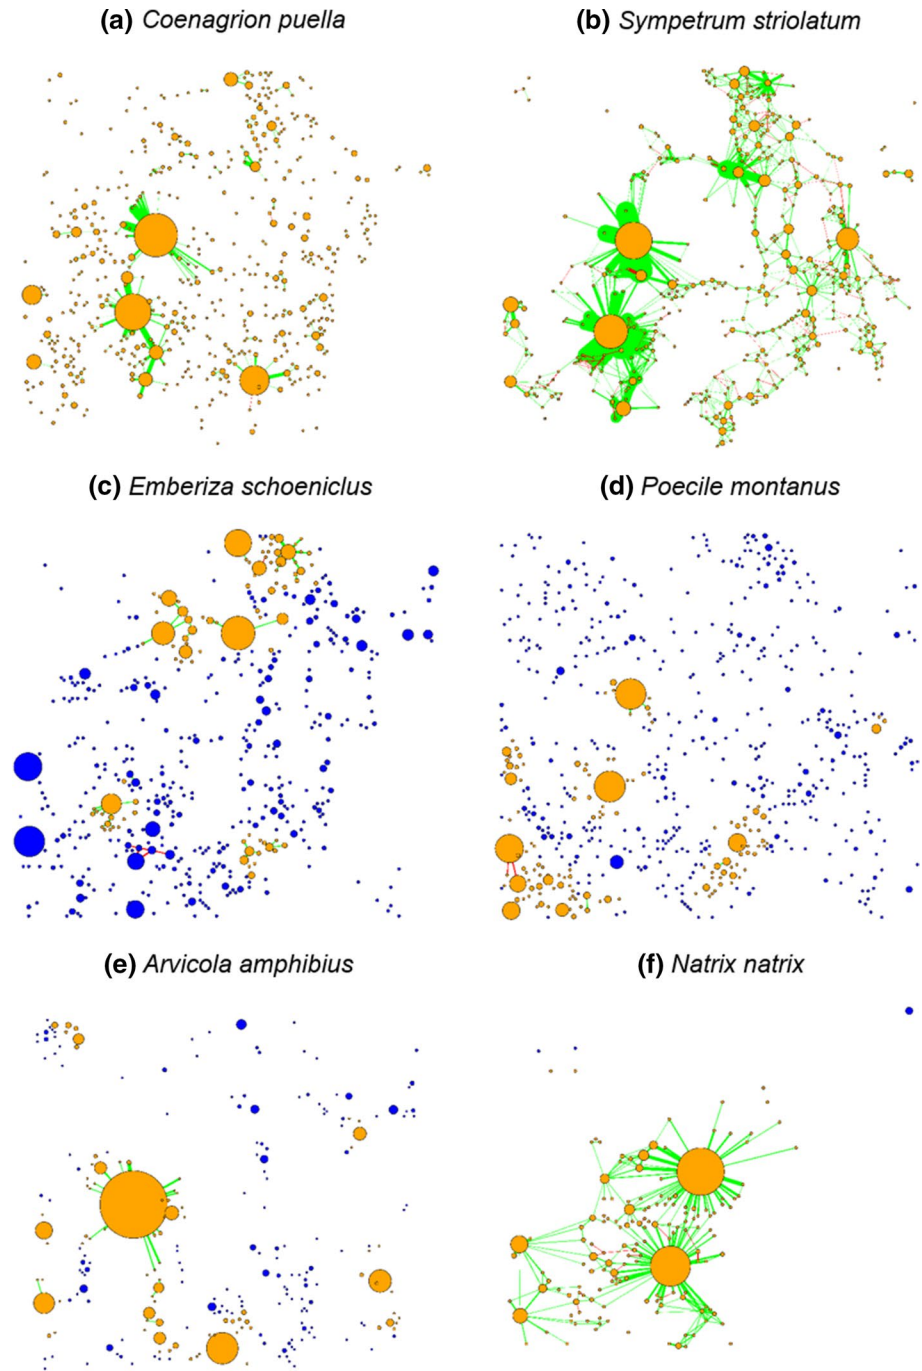 (a) Coenagrion puella
(b) Sympetrum striolatum
(c) Emberiza schoeniclus
(d) Poecile montanus
(e) Arvicola amphibius
(f) Natrix natrix